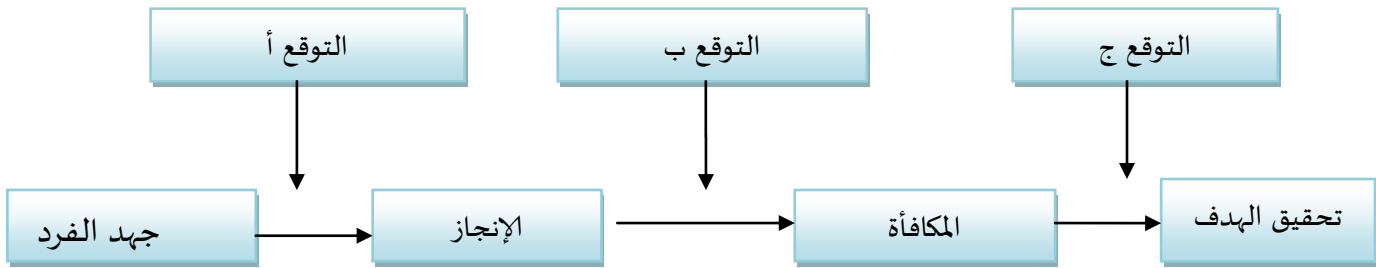 التوقع أ
التوقع ب
التوقع ج
جهد الفرد
الإنجاز
المكافأة
تحقيق الهدف